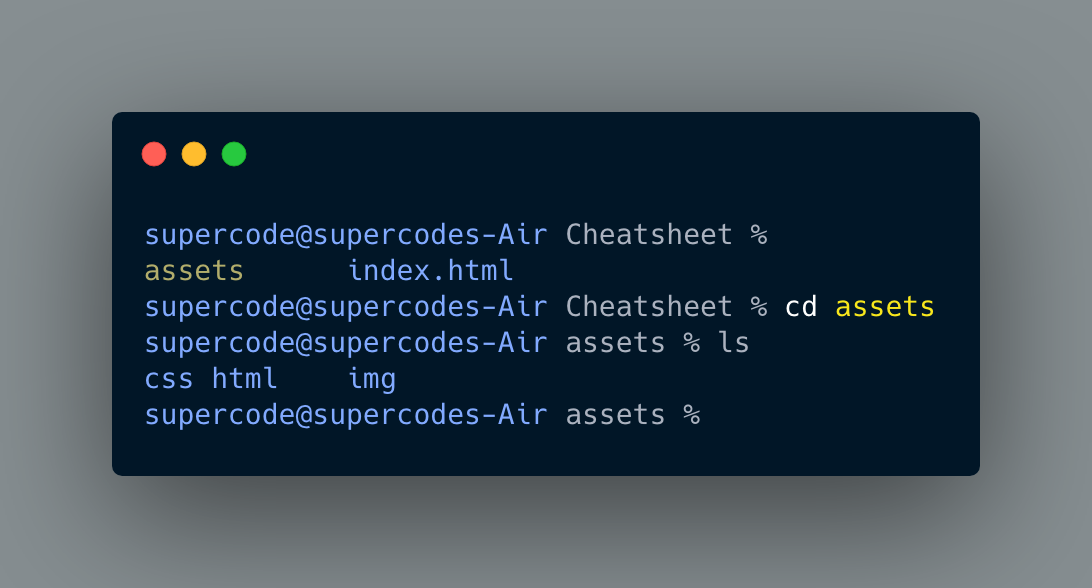 supercode@supercodes-Air Cheatsheet %
assets      index.html
supercode@supercodes-Air Cheatsheet % cd assets
supercode@supercodes-Air assets % ls
css html    img
supercode@supercodes-Air assets %